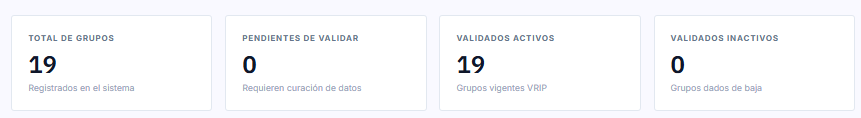 TOTAL DE GRUPOS
19
Registrados en el sistema
PENDIENTES DE VALIDAR
0
Requieren curación de datos
VALIDADOS ACTIVOS
19
Grupos vigentes VRIP
VALIDADOS INACTIVOS
0
Grupos dados de baja